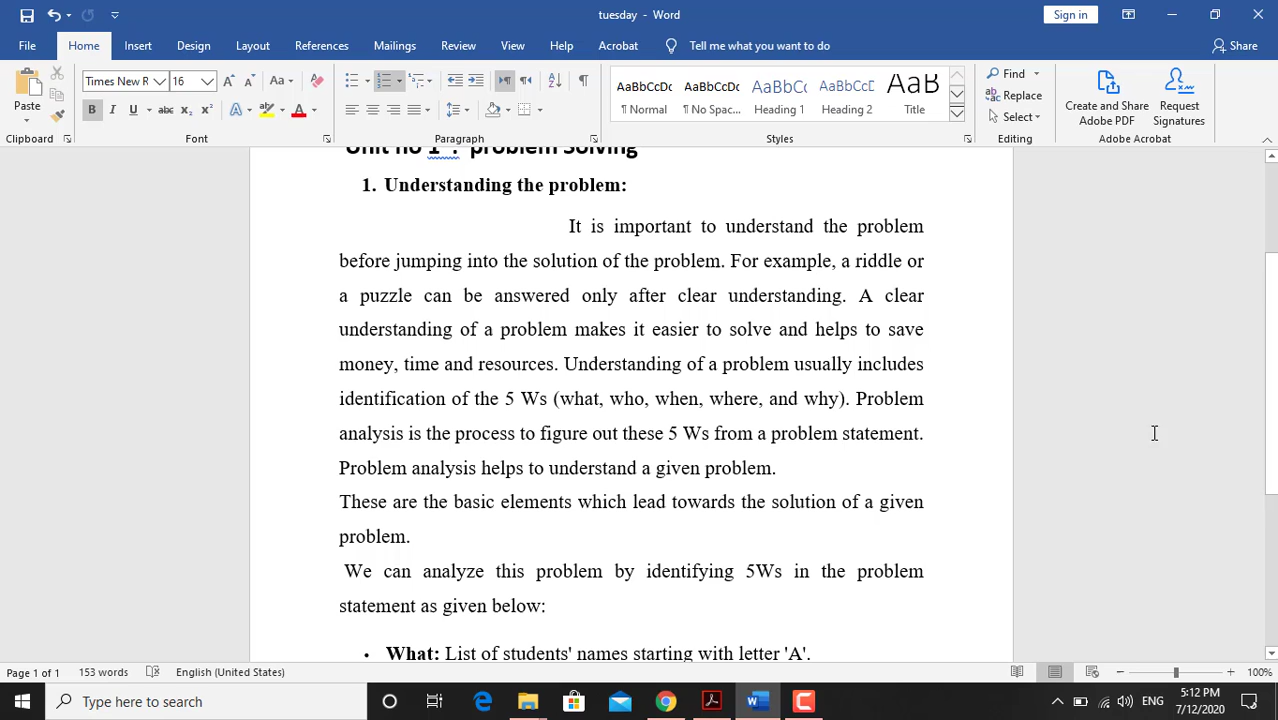 tuesday - Word
Sign in
File Home Insert Design Layout References Mailings Review View Help Acrobat Tell me what you want to do Share
Times New R 16 Aa
Paste
B I U abc x₂ x² A A
AaBbCcDc AaBbCcDc AaBbCc AaBbCcD AaB
¶ Normal ¶ No Spac... Heading 1 Heading 2 Title
Find
Replace
Select
Create and Share Adobe PDF
Request Signatures
Clipboard Font Paragraph Styles Editing Adobe Acrobat
Unit no 1 : problem Solving
1. Understanding the problem:
It is important to understand the problem
before jumping into the solution of the problem. For example, a riddle or
a puzzle can be answered only after clear understanding. A clear
understanding of a problem makes it easier to solve and helps to save
money, time and resources. Understanding of a problem usually includes
identification of the 5 Ws (what, who, when, where, and why). Problem
analysis is the process to figure out these 5 Ws from a problem statement.
Problem analysis helps to understand a given problem.
These are the basic elements which lead towards the solution of a given
problem.
We can analyze this problem by identifying 5Ws in the problem
statement as given below:
• What: List of students' names starting with letter 'A'.
Page 1 of 1 153 words English (United States) 100%
Type here to search
ENG
5:12 PM
7/12/2020